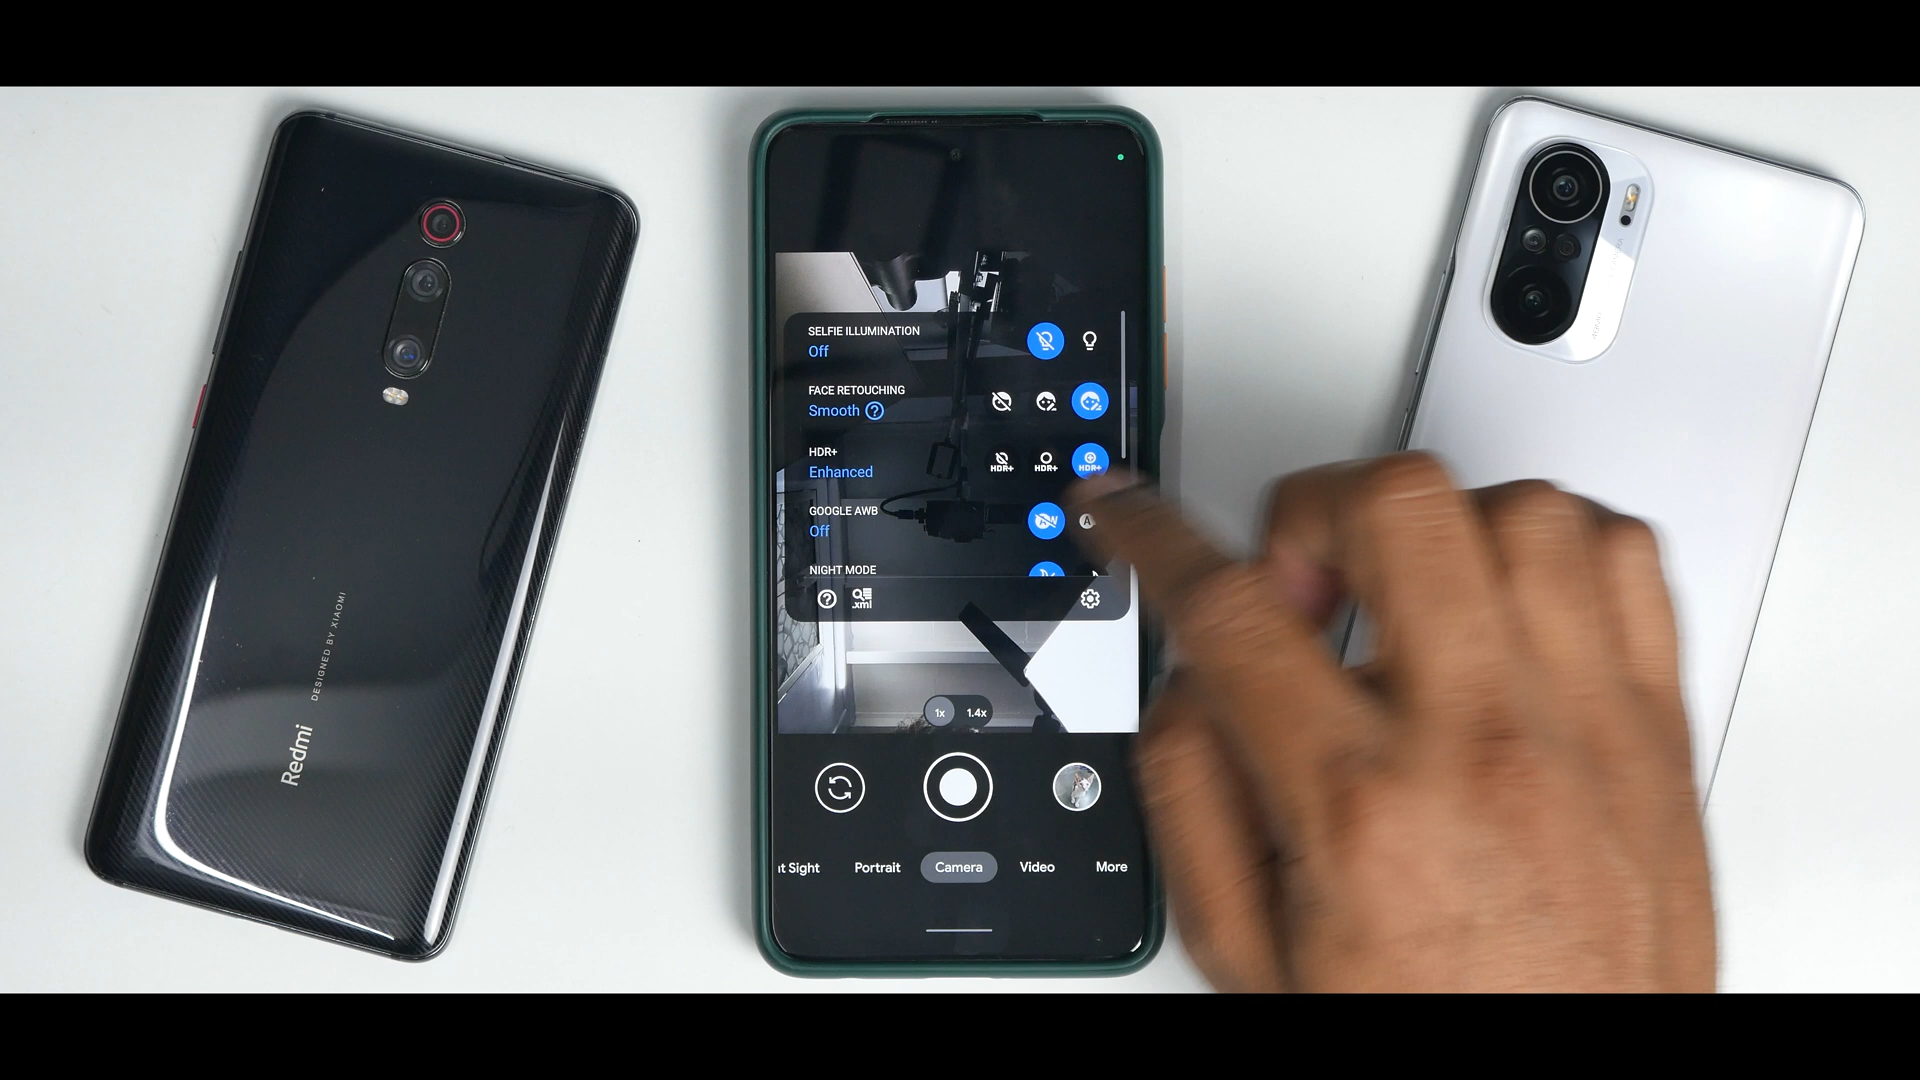 Redmi
DESIGNED BY XIAOMI
SELFIE ILLUMINATION
Off
FACE RETOUCHING
Smooth ?
HDR+
Enhanced
HDR+ HDR+ HDR+
GOOGLE AWB
Off
AW A
NIGHT MODE
? .xml
1x 1.4x
t Sight Portrait Camera Video More